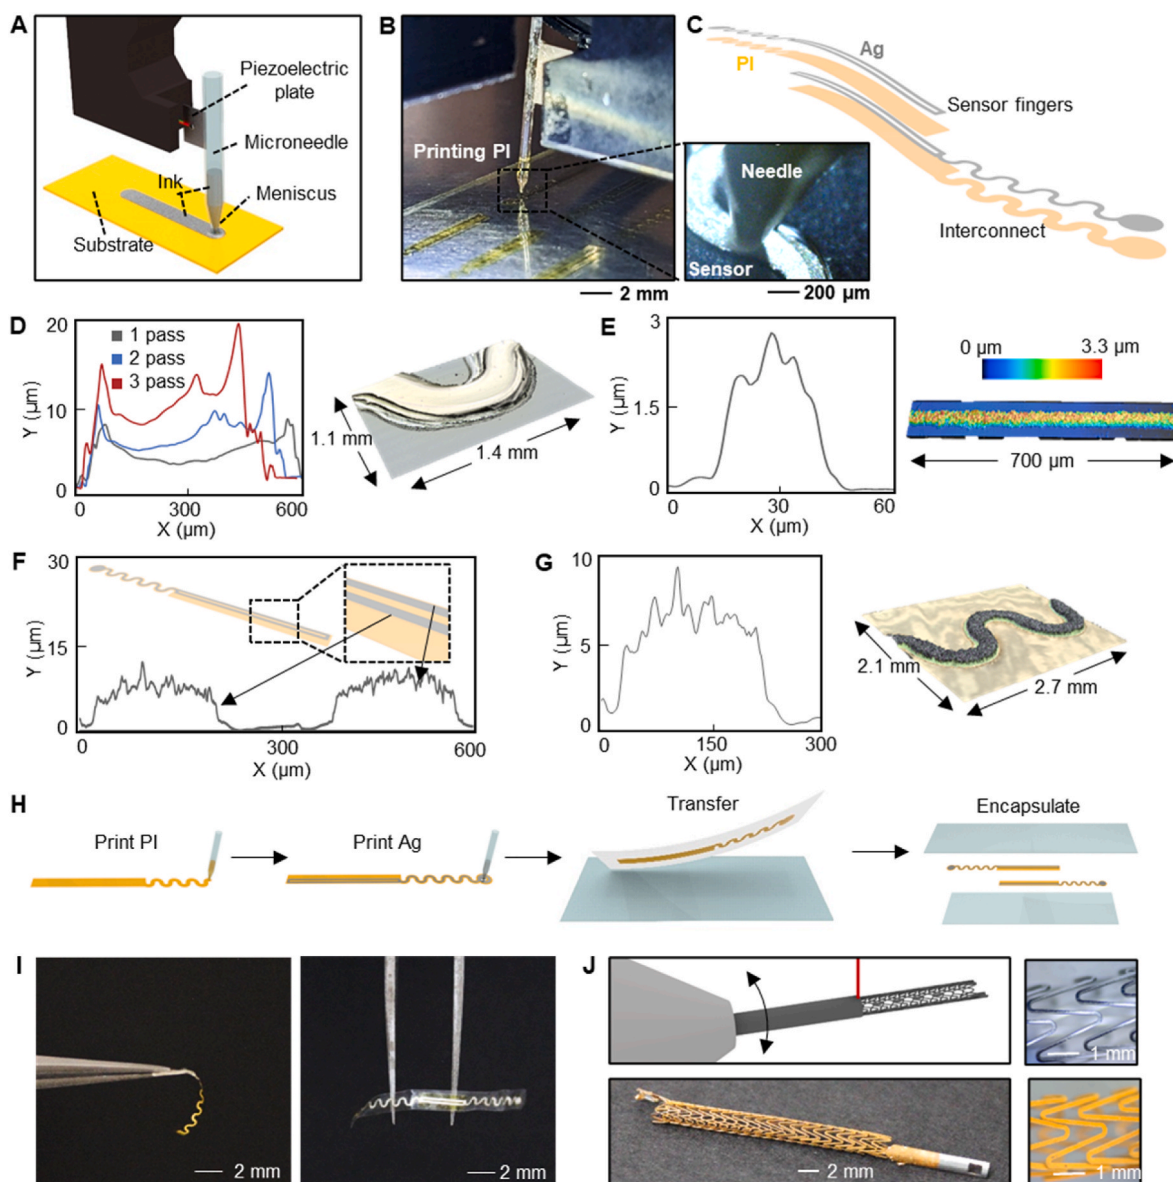 A
Piezoelectric
plate
Microneedle
Ink
Meniscus
Substrate
B
Printing PI
Needle
Sensor
2 mm
200 µm
C
Ag
PI
Sensor fingers
Interconnect
D
20
10
0
Y (µm)
1 pass
2 pass
3 pass
0
300
600
X (µm)
1.1 mm
1.4 mm
E
3
1.5
0
Y (µm)
0
30
60
X (µm)
0 µm
3.3 µm
700 µm
F
30
15
0
Y (µm)
0
300
600
X (µm)
G
10
5
0
Y (µm)
0
150
300
X (µm)
2.1 mm
2.7 mm
H
Print PI
Print Ag
Transfer
Encapsulate
I
2 mm
2 mm
J
1 mm
2 mm
1 mm